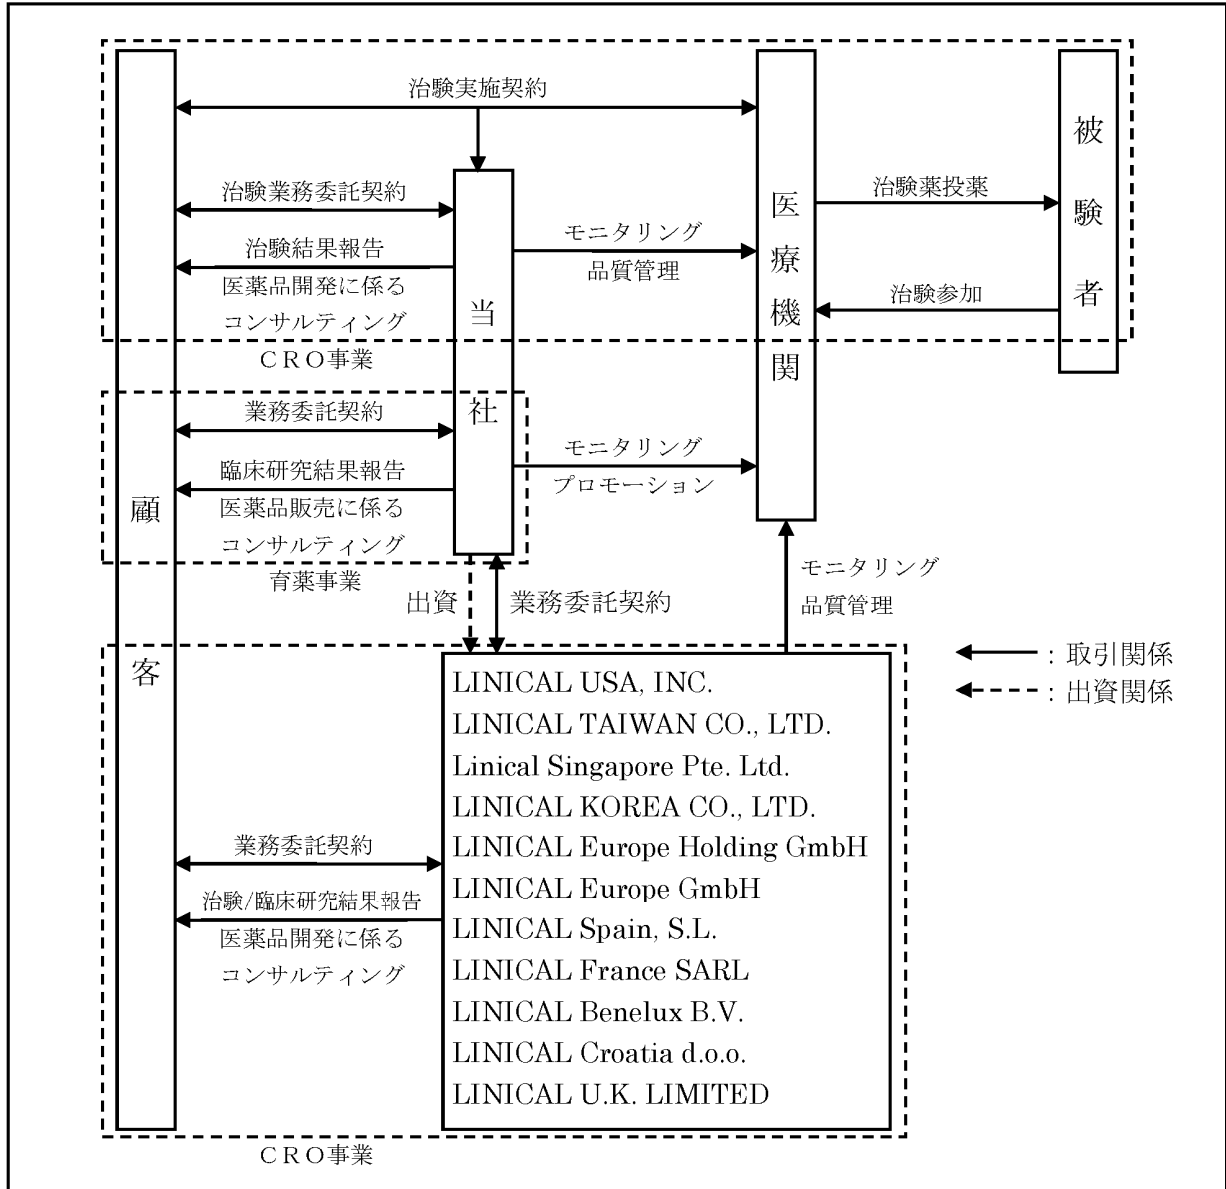 治験実施契約
治験業務委託契約
治験結果報告
医薬品開発に係る
コンサルティング
ＣＲＯ事業
モニタリング
品質管理
治験薬投薬
治験参加
被験者
医療機関
当社
顧客
業務委託契約
臨床研究結果報告
医薬品販売に係る
コンサルティング
育薬事業
モニタリング
プロモーション
出資
業務委託契約
モニタリング
品質管理
：取引関係
：出資関係
LINICAL USA, INC.
LINICAL TAIWAN CO., LTD.
Linical Singapore Pte. Ltd.
LINICAL KOREA CO., LTD.
LINICAL Europe Holding GmbH
LINICAL Europe GmbH
LINICAL Spain, S.L.
LINICAL France SARL
LINICAL Benelux B.V.
LINICAL Croatia d.o.o.
LINICAL U.K. LIMITED
業務委託契約
治験/臨床研究結果報告
医薬品開発に係る
コンサルティング
ＣＲＯ事業